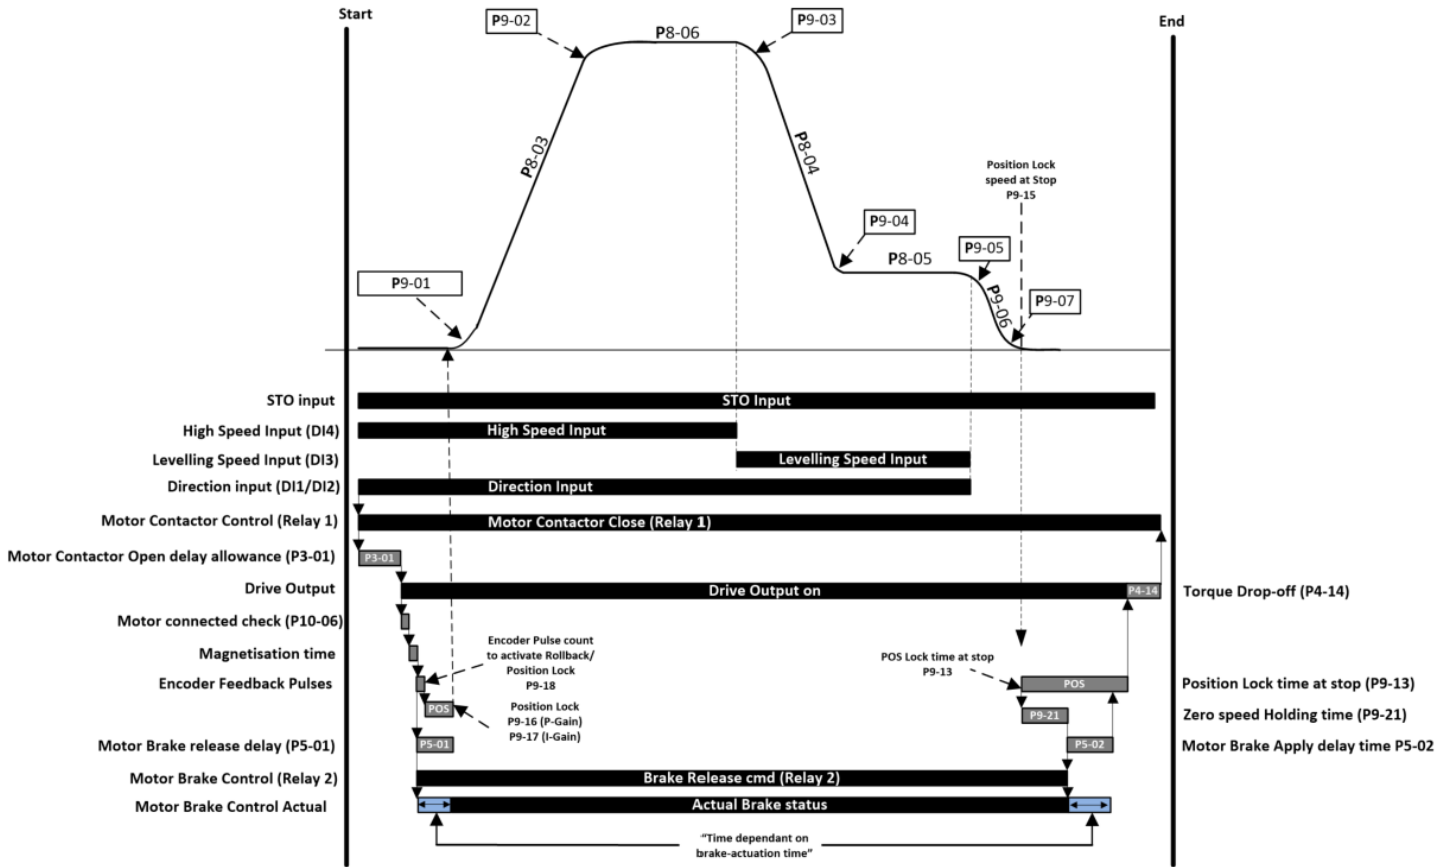 Start
End
P9-02
P8-06
P9-03
P8-03
P8-04
Position Lock
speed at Stop
P9-15
P9-04
P9-05
P8-05
P9-01
P9-06
P9-07
STO input
STO Input
High Speed Input (DI4)
High Speed Input
Levelling Speed Input (DI3)
Levelling Speed Input
Direction input (DI1/DI2)
Direction Input
Motor Contactor Control (Relay 1)
Motor Contactor Close (Relay 1)
Motor Contactor Open delay allowance (P3-01)
P3-01
Drive Output
Drive Output on
P4-14
Torque Drop-off (P4-14)
Motor connected check (P10-06)
Magnetisation time
Encoder Pulse count
to activate Rollback/
Position Lock
P9-18
POS Lock time at stop
P9-13
Encoder Feedback Pulses
POS
Position Lock time at stop (P9-13)
POS
Position Lock
P9-16 (P-Gain)
P9-17 (I-Gain)
P9-21
Zero speed Holding time (P9-21)
Motor Brake release delay (P5-01)
P5-01
P5-02
Motor Brake Apply delay time P5-02
Motor Brake Control (Relay 2)
Brake Release cmd (Relay 2)
Motor Brake Control Actual
Actual Brake status
"Time dependant on
brake-actuation time"